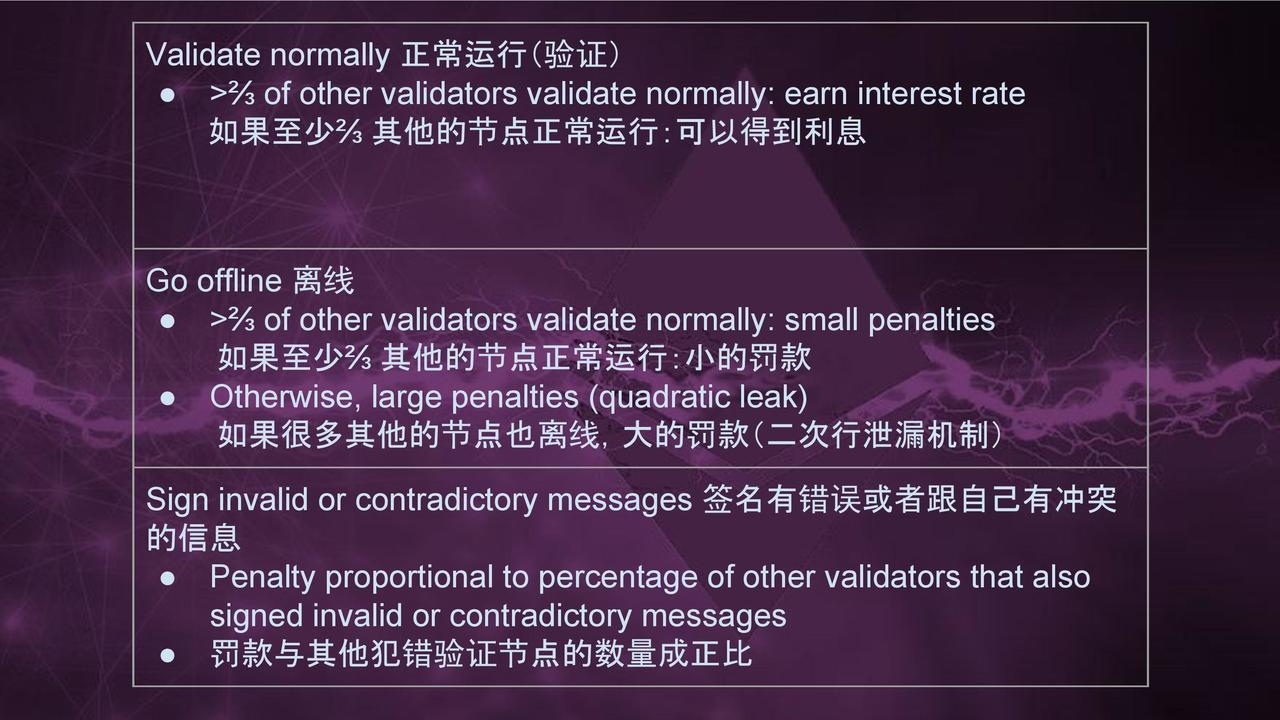 Validate normally 正常运行（验证）
● >⅔ of other validators validate normally: earn interest rate
如果至少⅔ 其他的节点正常运行：可以得到利息
Go offline 离线
● >⅔ of other validators validate normally: small penalties
如果至少⅔ 其他的节点正常运行：小的罚款
● Otherwise, large penalties (quadratic leak)
如果很多其他的节点也离线，大的罚款（二次行泄漏机制）
Sign invalid or contradictory messages 签名有错误或者跟自己有冲突
的信息
● Penalty proportional to percentage of other validators that also
signed invalid or contradictory messages
● 罚款与其他犯错验证节点的数量成正比